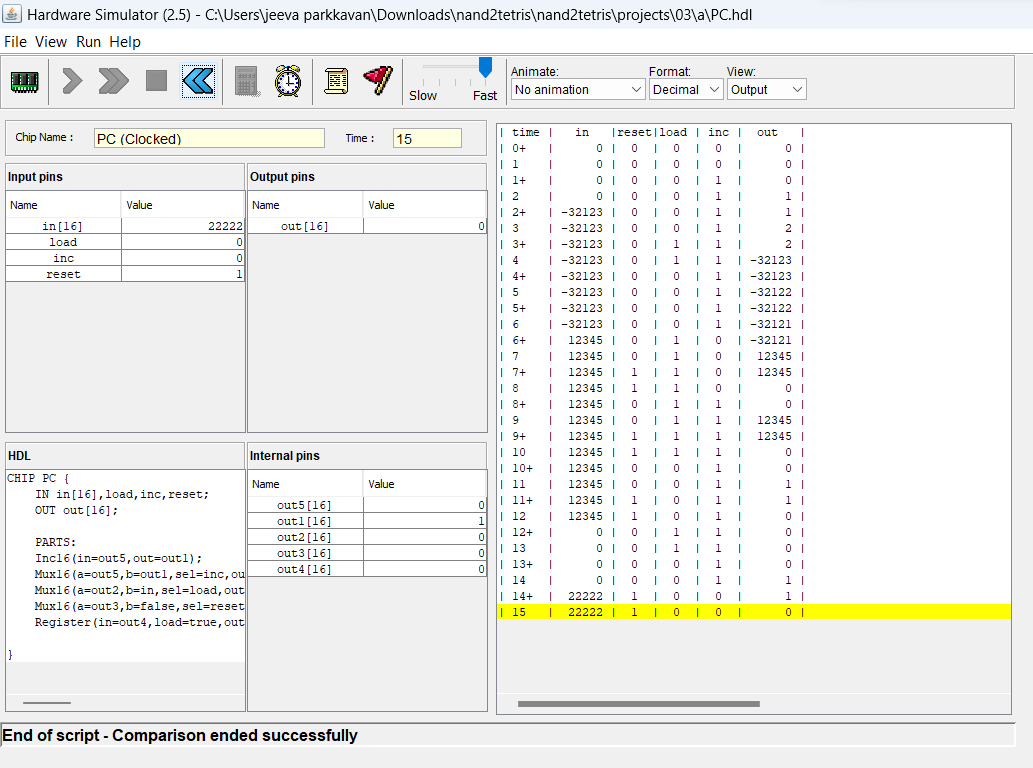 Hardware Simulator (2.5) - C:\Users\jeeva parkkavan\Downloads\nand2tetris\nand2tetris\projects\03\a\PC.hdl
File View Run Help
Slow Fast
Animate: Format: View:
No animation Decimal Output
Chip Name : PC (Clocked) Time : 15
Input pins
Name Value
in[16] 22222
load 0
inc 0
reset 1
Output pins
Name Value
out[16] 0
HDL
CHIP PC {
IN in[16],load,inc,reset;
OUT out[16];
PARTS:
Inc16(in=out5,out=out1);
Mux16(a=out5,b=out1,sel=inc,ou
Mux16(a=out2,b=in,sel=load,out
Mux16(a=out3,b=false,sel=reset
Register(in=out4,load=true,out
}
Internal pins
Name Value
out5[16] 0
out1[16] 1
out2[16] 0
out3[16] 0
out4[16] 0
| time | in |reset|load | inc | out |
| 0+ | 0 | 0 | 0 | 0 | 0 |
| 1 | 0 | 0 | 0 | 0 | 0 |
| 1+ | 0 | 0 | 0 | 1 | 0 |
| 2 | 0 | 0 | 0 | 1 | 1 |
| 2+ | -32123 | 0 | 0 | 1 | 1 |
| 3 | -32123 | 0 | 0 | 1 | 2 |
| 3+ | -32123 | 0 | 1 | 1 | 2 |
| 4 | -32123 | 0 | 1 | 1 | -32123 |
| 4+ | -32123 | 0 | 0 | 1 | -32123 |
| 5 | -32123 | 0 | 0 | 1 | -32122 |
| 5+ | -32123 | 0 | 0 | 1 | -32122 |
| 6 | -32123 | 0 | 0 | 1 | -32121 |
| 6+ | 12345 | 0 | 1 | 0 | -32121 |
| 7 | 12345 | 0 | 1 | 0 | 12345 |
| 7+ | 12345 | 1 | 1 | 0 | 12345 |
| 8 | 12345 | 1 | 1 | 0 | 0 |
| 8+ | 12345 | 0 | 1 | 1 | 0 |
| 9 | 12345 | 0 | 1 | 1 | 12345 |
| 9+ | 12345 | 1 | 1 | 1 | 12345 |
| 10 | 12345 | 1 | 1 | 1 | 0 |
| 10+ | 12345 | 0 | 0 | 1 | 0 |
| 11 | 12345 | 0 | 0 | 1 | 1 |
| 11+ | 12345 | 1 | 0 | 1 | 1 |
| 12 | 12345 | 1 | 0 | 1 | 0 |
| 12+ | 0 | 0 | 1 | 1 | 0 |
| 13 | 0 | 0 | 1 | 1 | 0 |
| 13+ | 0 | 0 | 0 | 1 | 0 |
| 14 | 0 | 0 | 0 | 1 | 1 |
| 14+ | 22222 | 1 | 0 | 0 | 1 |
| 15 | 22222 | 1 | 0 | 0 | 0 |
End of script - Comparison ended successfully